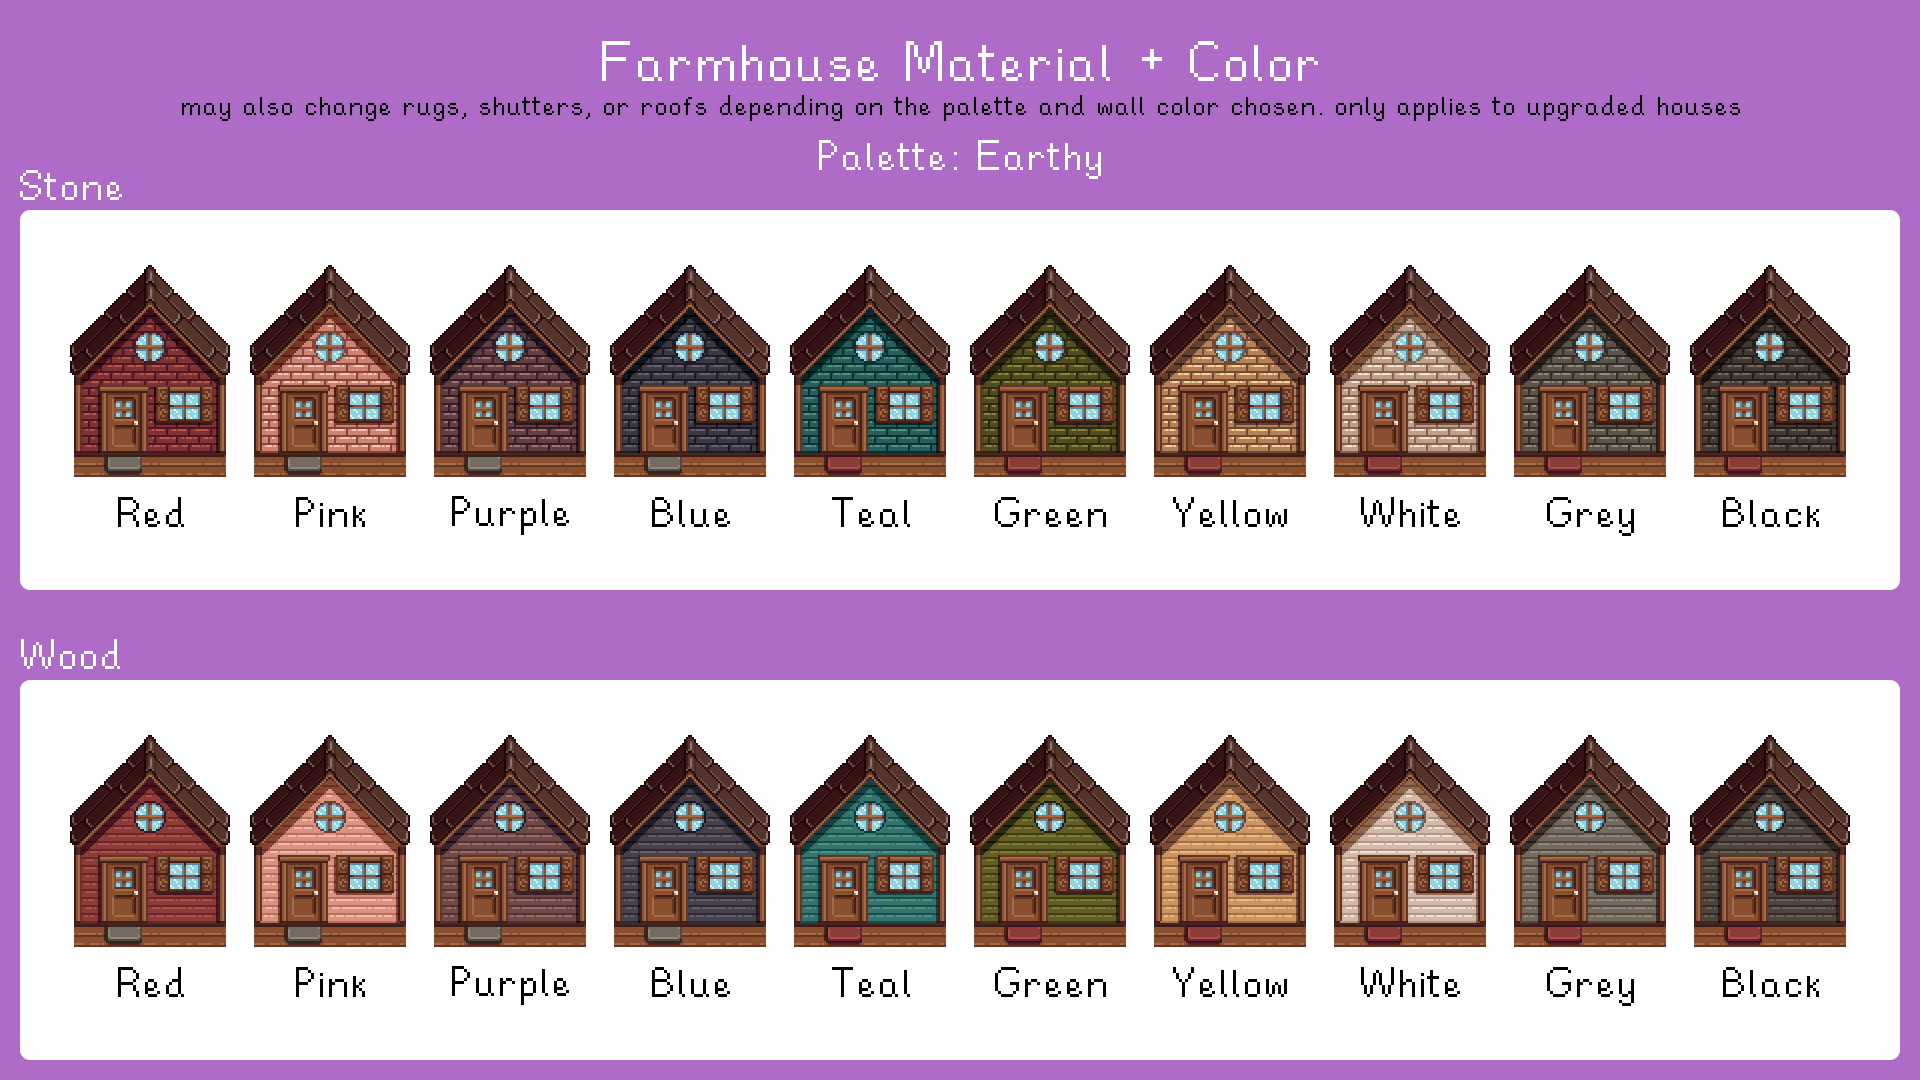 Farmhouse Material + Color
may also change rugs, shutters, or roofs depending on the palette and wall color chosen. only applies to upgraded houses
Palette: Earthy
Stone
Red Pink Purple Blue Teal Green Yellow White Grey Black
Wood
Red Pink Purple Blue Teal Green Yellow White Grey Black